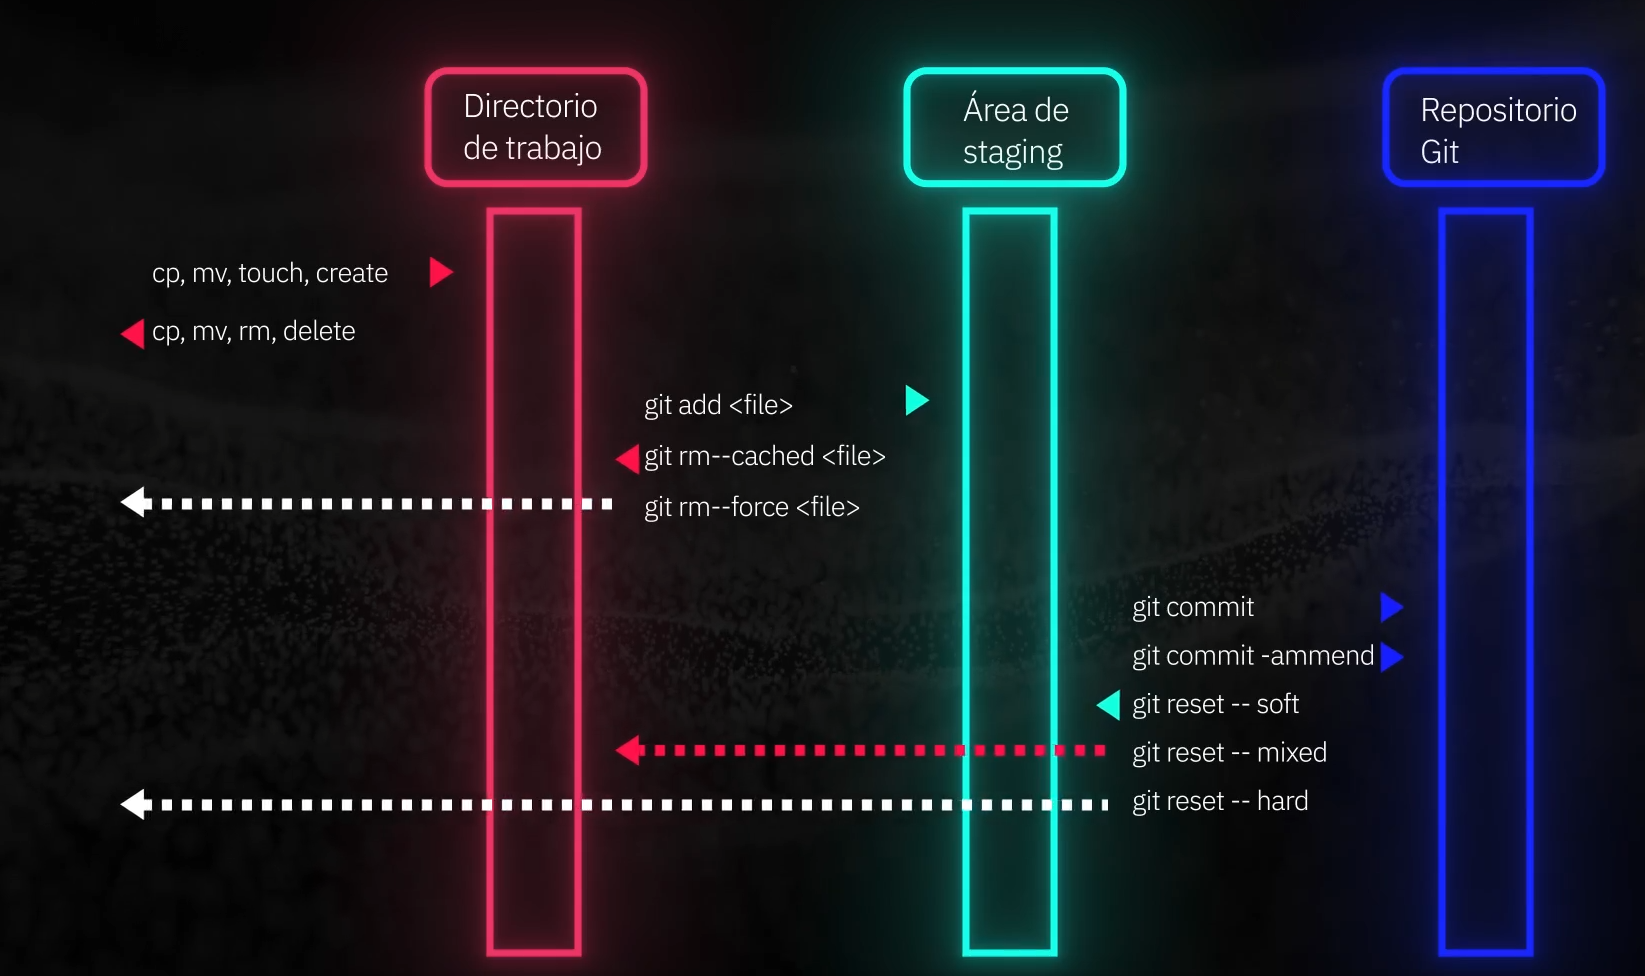 Directorio
de trabajo
Área de
staging
Repositorio
Git
cp, mv, touch, create
cp, mv, rm, delete
git add <file>
git rm--cached <file>
git rm--force <file>
git commit
git commit -ammend
git reset -- soft
git reset -- mixed
git reset -- hard